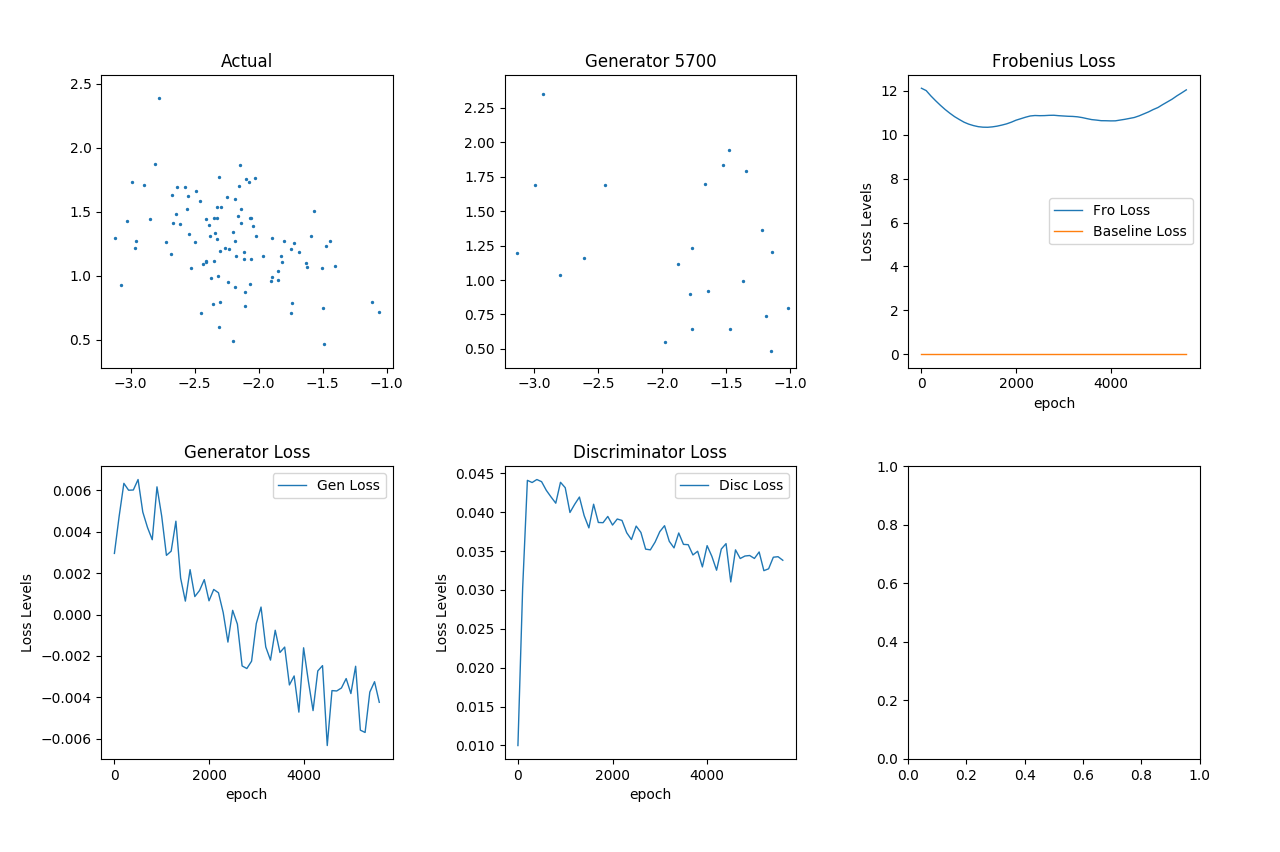 Actual
2.5
2.0
1.5
1.0
0.5
−3.0 −2.5 −2.0 −1.5 −1.0
Generator 5700
2.25
2.00
1.75
1.50
1.25
1.00
0.75
0.50
−3.0 −2.5 −2.0 −1.5 −1.0
Frobenius Loss
Loss Levels
12
10
8
6
4
2
0
Fro Loss
Baseline Loss
0 2000 4000
epoch
Generator Loss
Loss Levels
0.006
0.004
0.002
0.000
−0.002
−0.004
−0.006
Gen Loss
0 2000 4000
epoch
Discriminator Loss
Loss Levels
0.045
0.040
0.035
0.030
0.025
0.020
0.015
0.010
Disc Loss
0 2000 4000
epoch
1.0
0.8
0.6
0.4
0.2
0.0
0.0 0.2 0.4 0.6 0.8 1.0